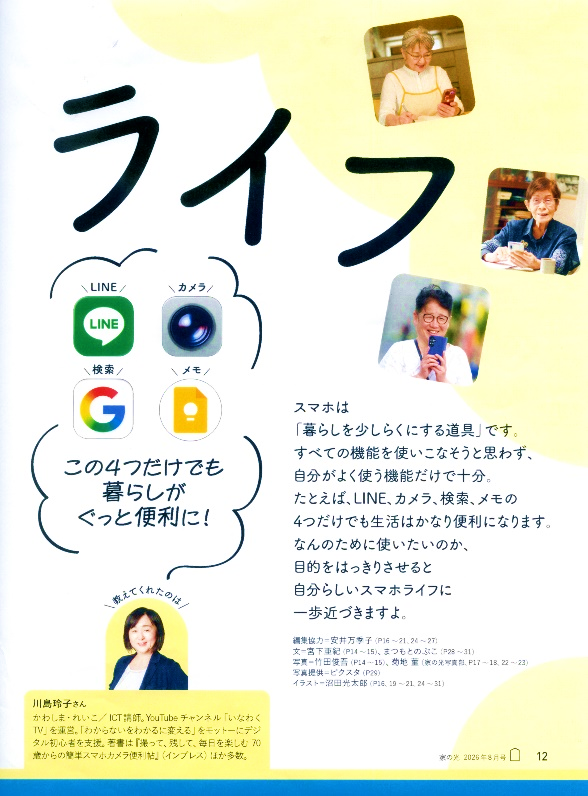 ライフ
LINE
カメラ
LINE
検索
メモ
この4つだけでも
暮らしが
ぐっと便利に!
教えてくれたのは
川島玲子さん
かわしま・れいこ/ICT講師。YouTubeチャンネル「いなわく
TV」を運営。「わからないをわかるに変える」をモットーにデジ
タル初心者を支援。著書は『撮って、残して、毎日を楽しむ 70
歳からの簡単スマホカメラ便利帖』(インプレス)ほか多数。
スマホは
「暮らしを少しらくにする道具」です。
すべての機能を使いこなそうと思わず、
自分がよく使う機能だけで十分。
たとえば、LINE、カメラ、検索、メモの
4つだけでも生活はかなり便利になります。
なんのために使いたいのか、
目的をはっきりさせると
自分らしいスマホライフに
一歩近づきますよ。
編集協力=安井万季子(P16〜21、24〜27)
文=宮下亜紀(P14〜15)、まつもとのぶこ(P28〜31)
写真=竹田俊吾(P14〜15)、菊地 菫(家の光写真部、P17〜18、22〜23)
写真提供=ピクスタ(P29)
イラスト=沼田光太郎(P16、19〜21、24〜31)
家の光 2026年8月号
12